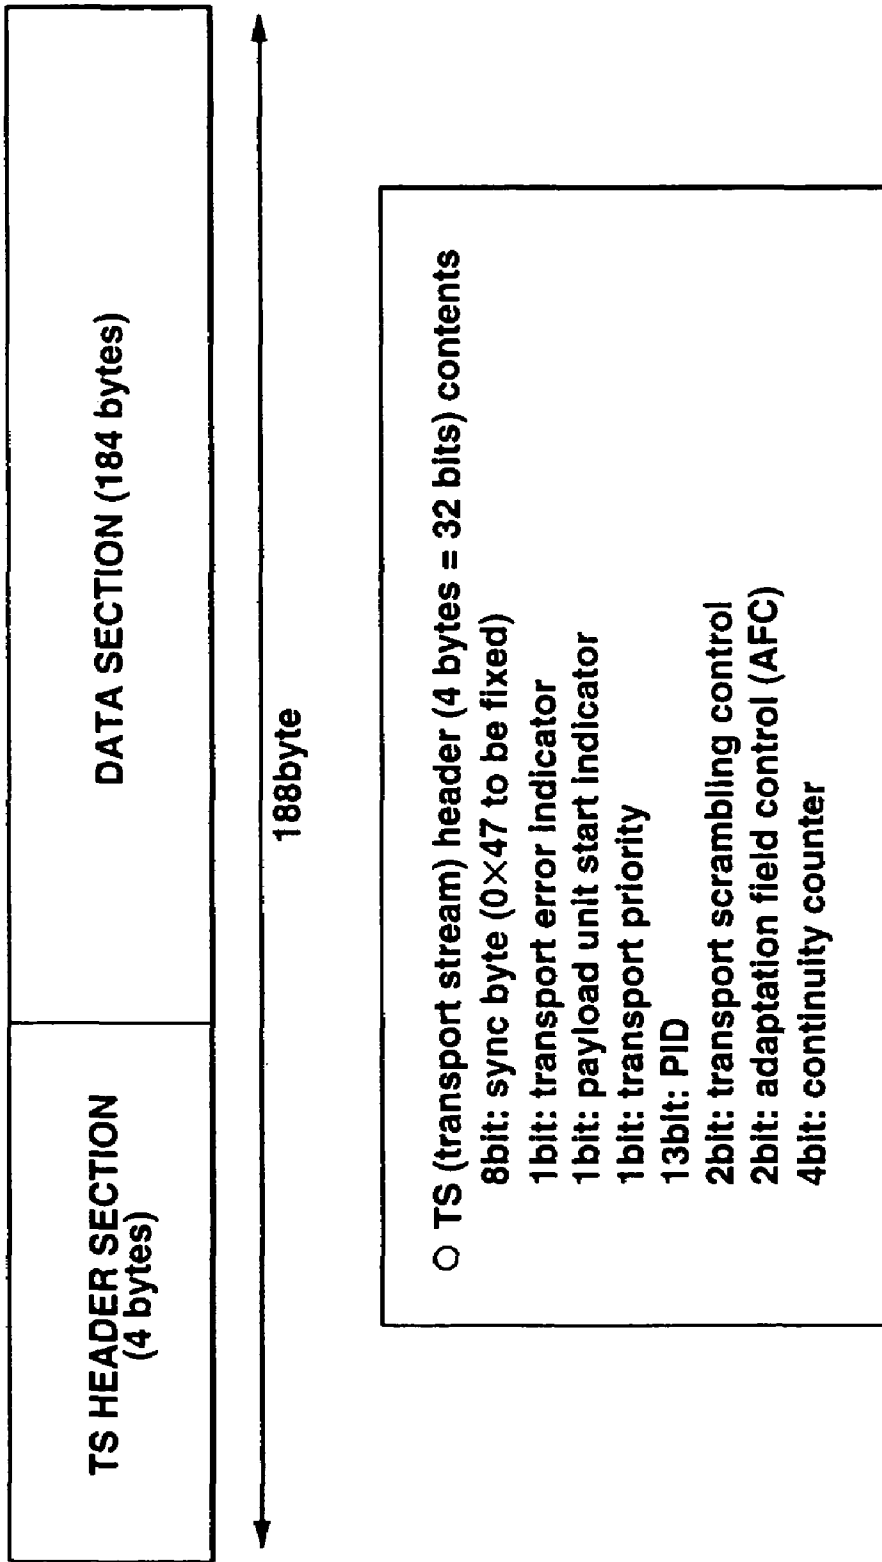 TS HEADER SECTION
(4 bytes)
DATA SECTION (184 bytes)
188byte
○ TS (transport stream) header (4 bytes = 32 bits) contents
8bit: sync byte (0×47 to be fixed)
1bit: transport error indicator
1bit: payload unit start indicator
1bit: transport priority
13bit: PID
2bit: transport scrambling control
2bit: adaptation field control (AFC)
4bit: continuity counter